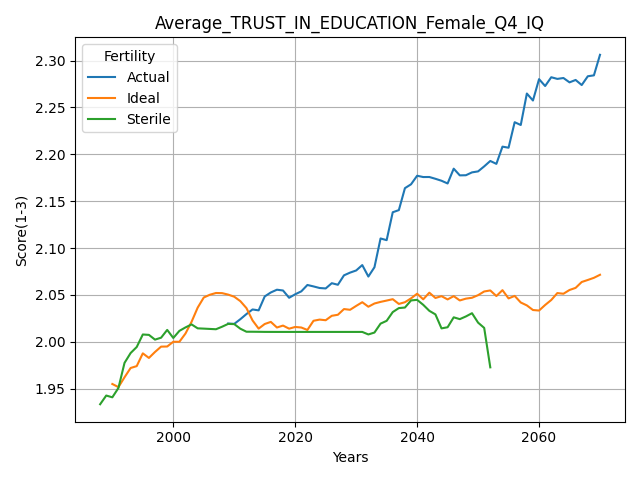 Average_TRUST_IN_EDUCATION_Female_Q4_IQ
Fertility
Actual
Ideal
Sterile
2.30
2.25
2.20
2.15
2.10
2.05
2.00
1.95
Score(1-3)
2000
2020
2040
2060
Years